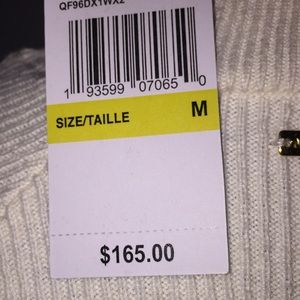 QF96DX1WX2
1 93599 07065 0
SIZE/TAILLE M
$165.00